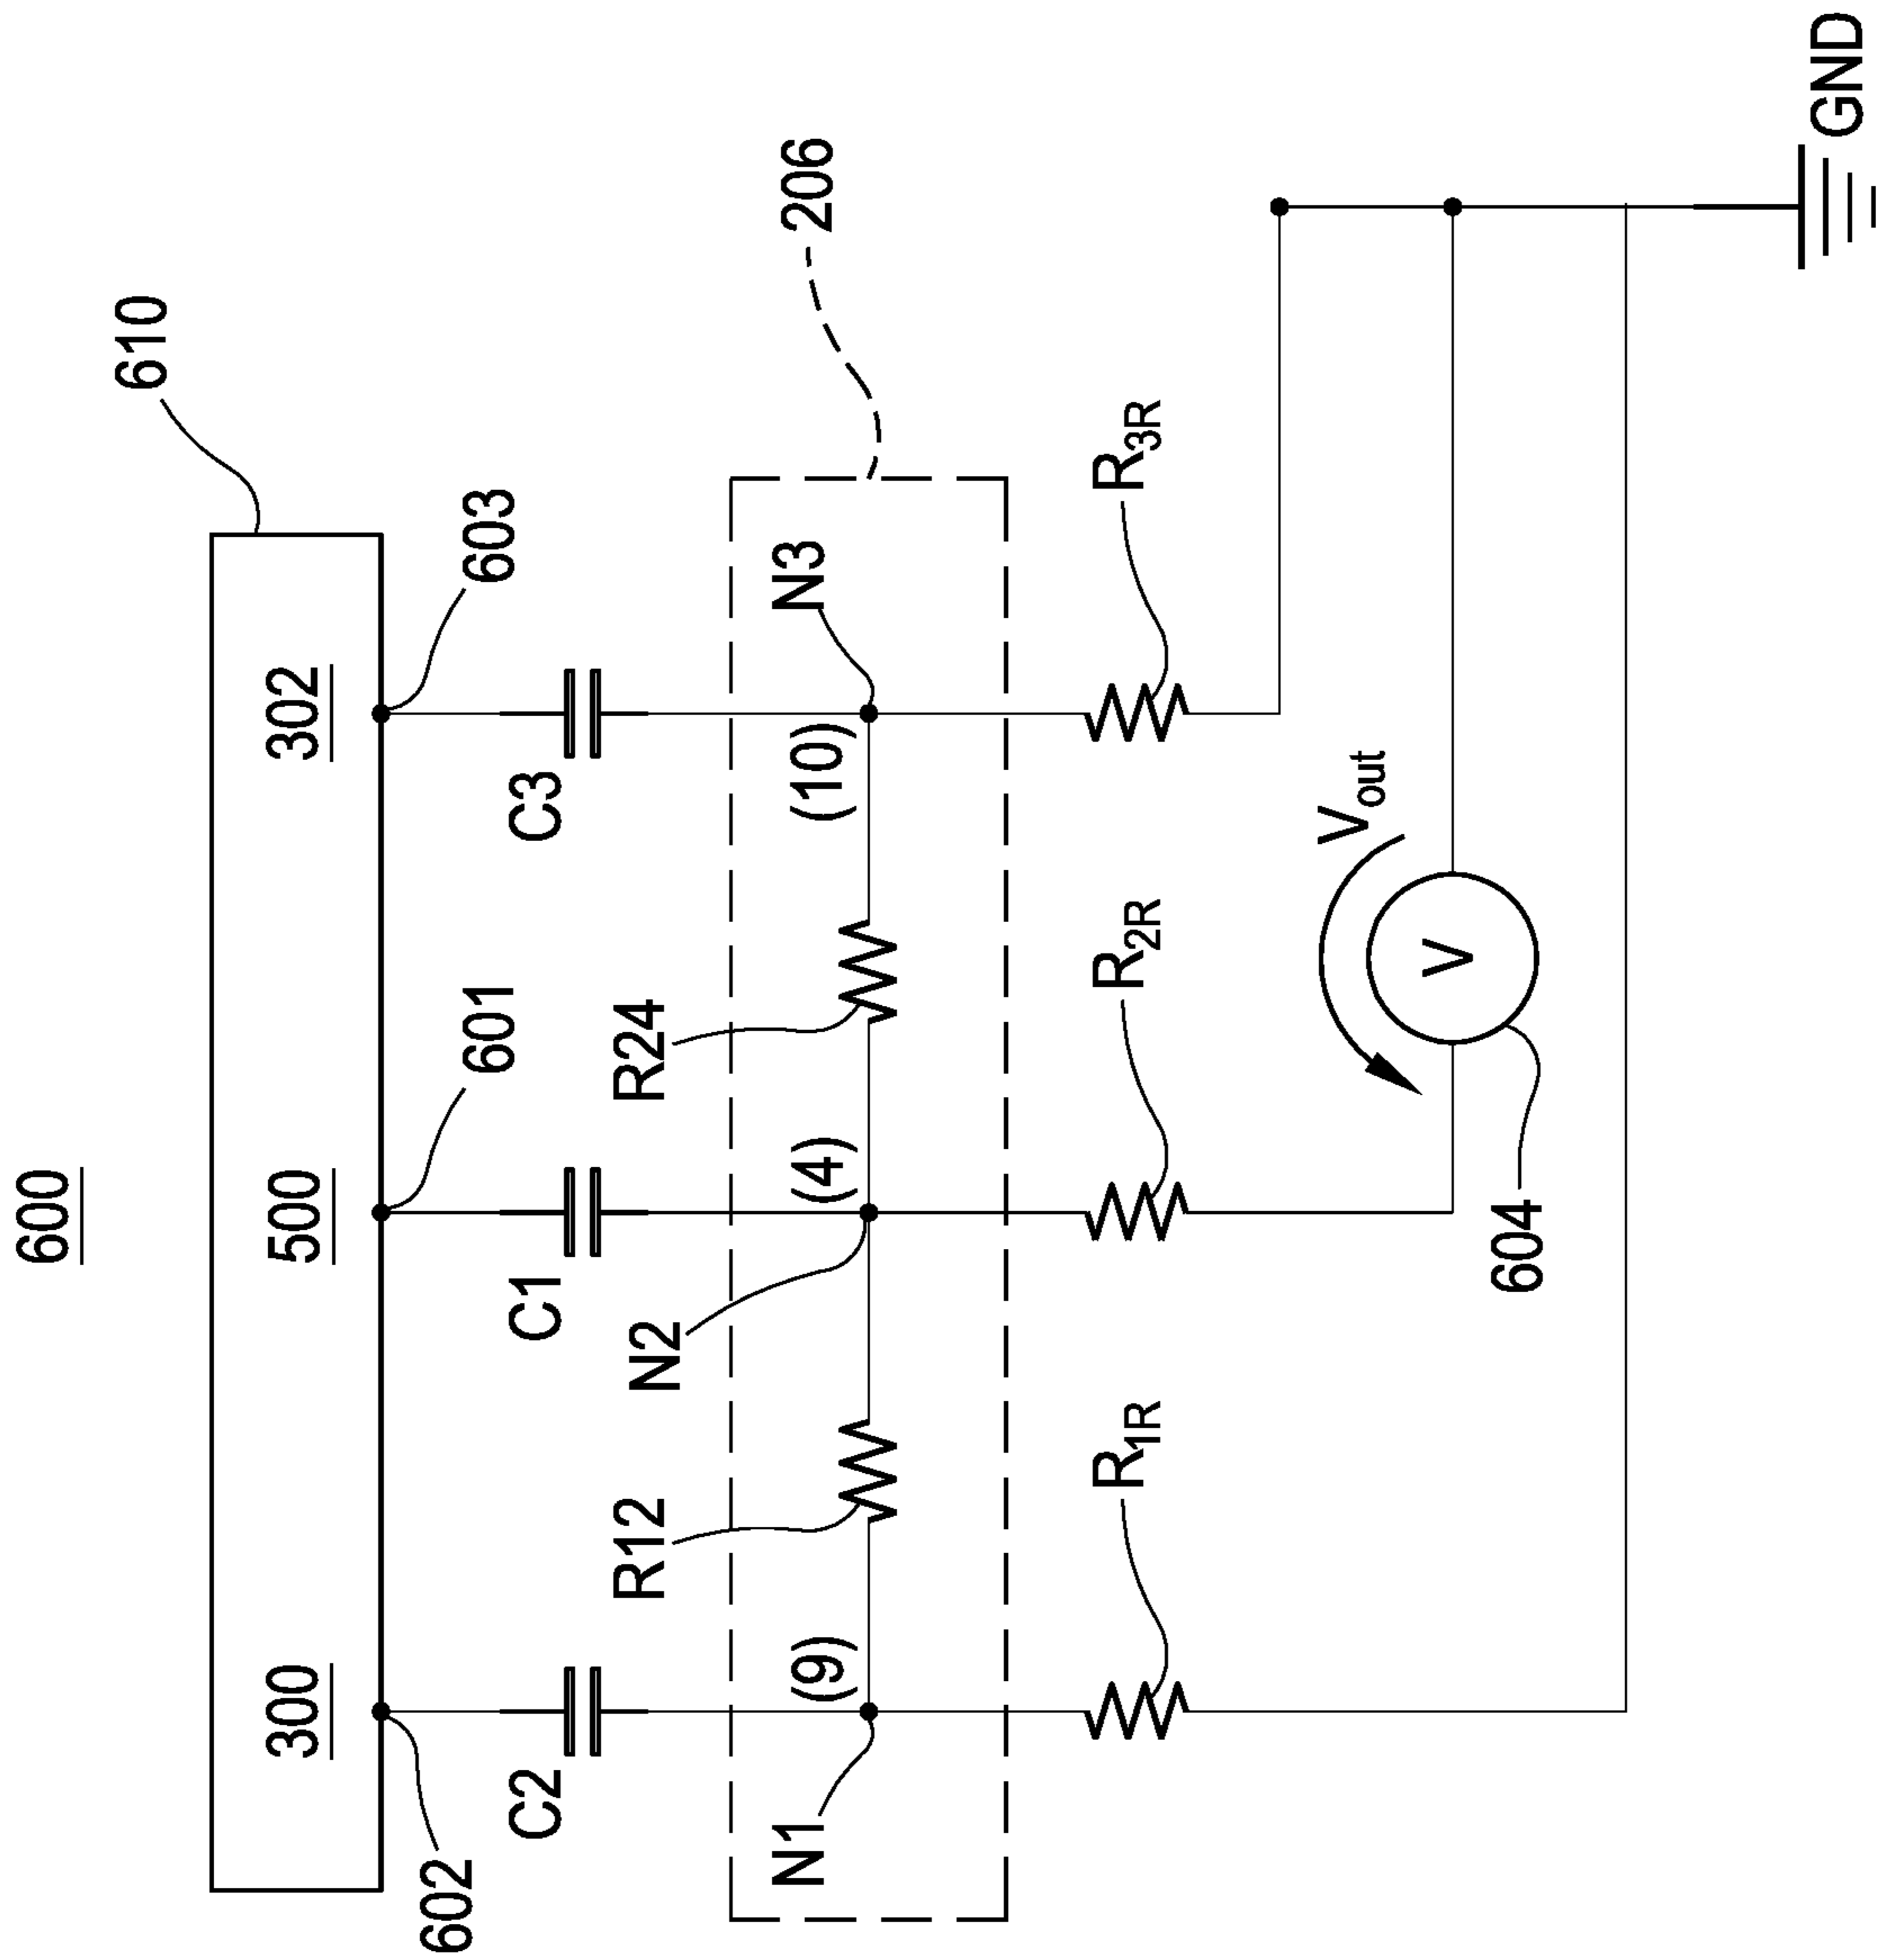 600
610
300
500
302
602
601
603
C2
C1
C3
R12
R24
206
N1
N2
N3
(9)
(4)
(10)
R1R
R2R
R3R
Vout
V
604
GND